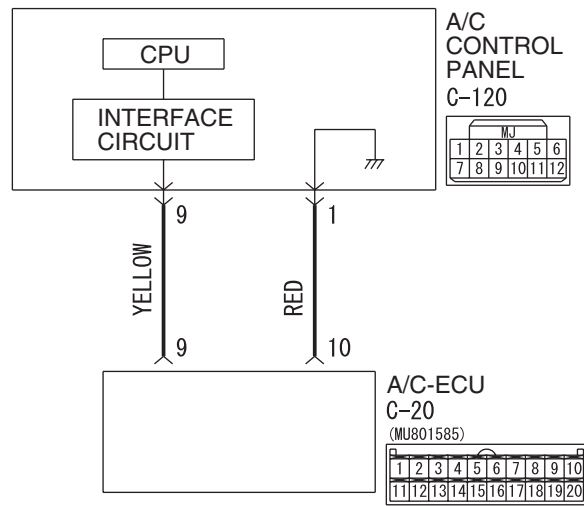 A/C
CONTROL
PANEL
C-120
MJ
1 2 3 4 5 6
7 8 9 10 11 12
CPU
INTERFACE
CIRCUIT
9
1
YELLOW
RED
9
10
A/C-ECU
C-20
(MU801585)
1 2 3 4 5 6 7 8 9 10
11 12 13 14 15 16 17 18 19 20